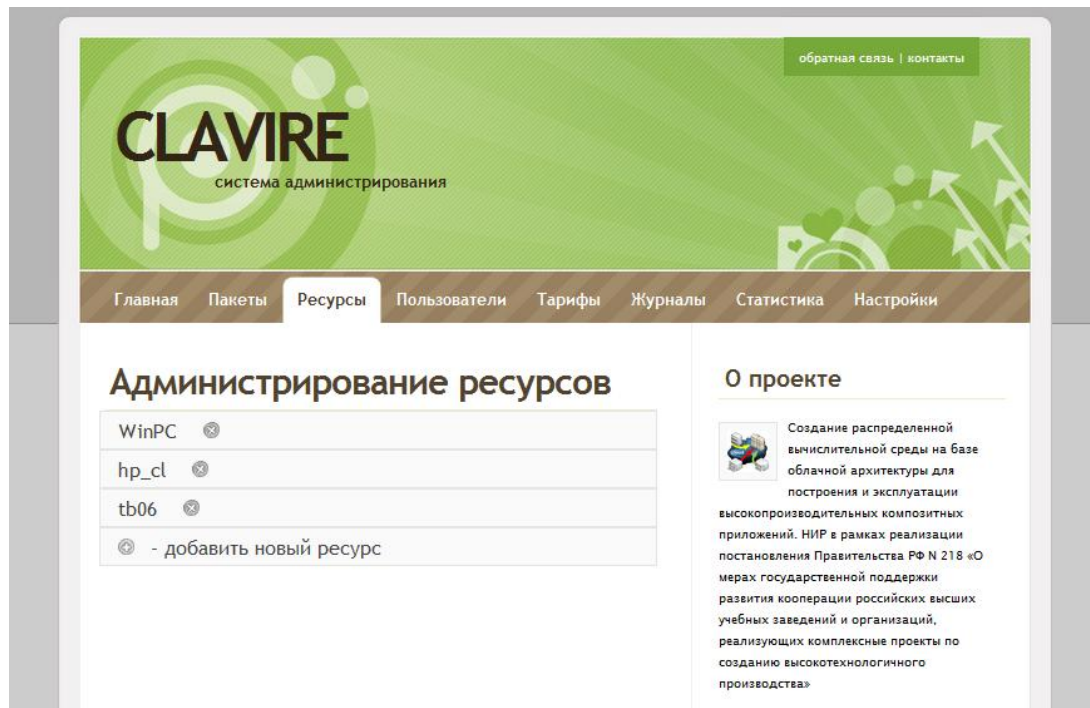 обратная связь | контакты
CLAVIRE
система администрирования
Главная Пакеты Ресурсы Пользователи Тарифы Журналы Статистика Настройки
Администрирование ресурсов
WinPC
hp_cl
tb06
- добавить новый ресурс
О проекте
Создание распределенной
вычислительной среды на базе
облачной архитектуры для
построения и эксплуатации
высокопроизводительных композитных
приложений. НИР в рамках реализации
постановления Правительства РФ N 218 «О
мерах государственной поддержки
развития кооперации российских высших
учебных заведений и организаций,
реализующих комплексные проекты по
созданию высокотехнологичного
производства»